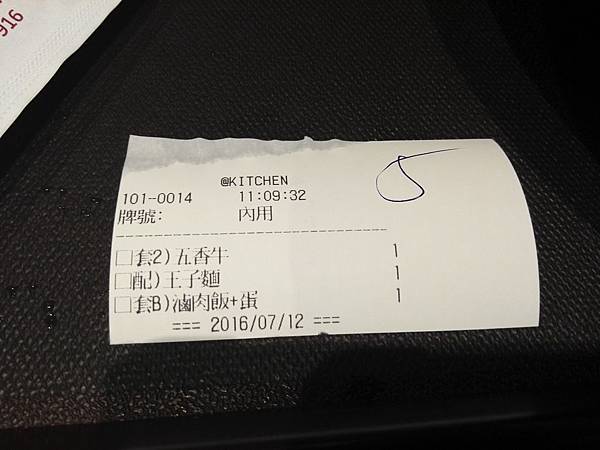 916
@KITCHEN
101-0014 11:09:32
牌號: 內用
--------------------------------
□套2)五香牛 1
□配)王子麵 1
□套B)滷肉飯+蛋 1
=== 2016/07/12 ===